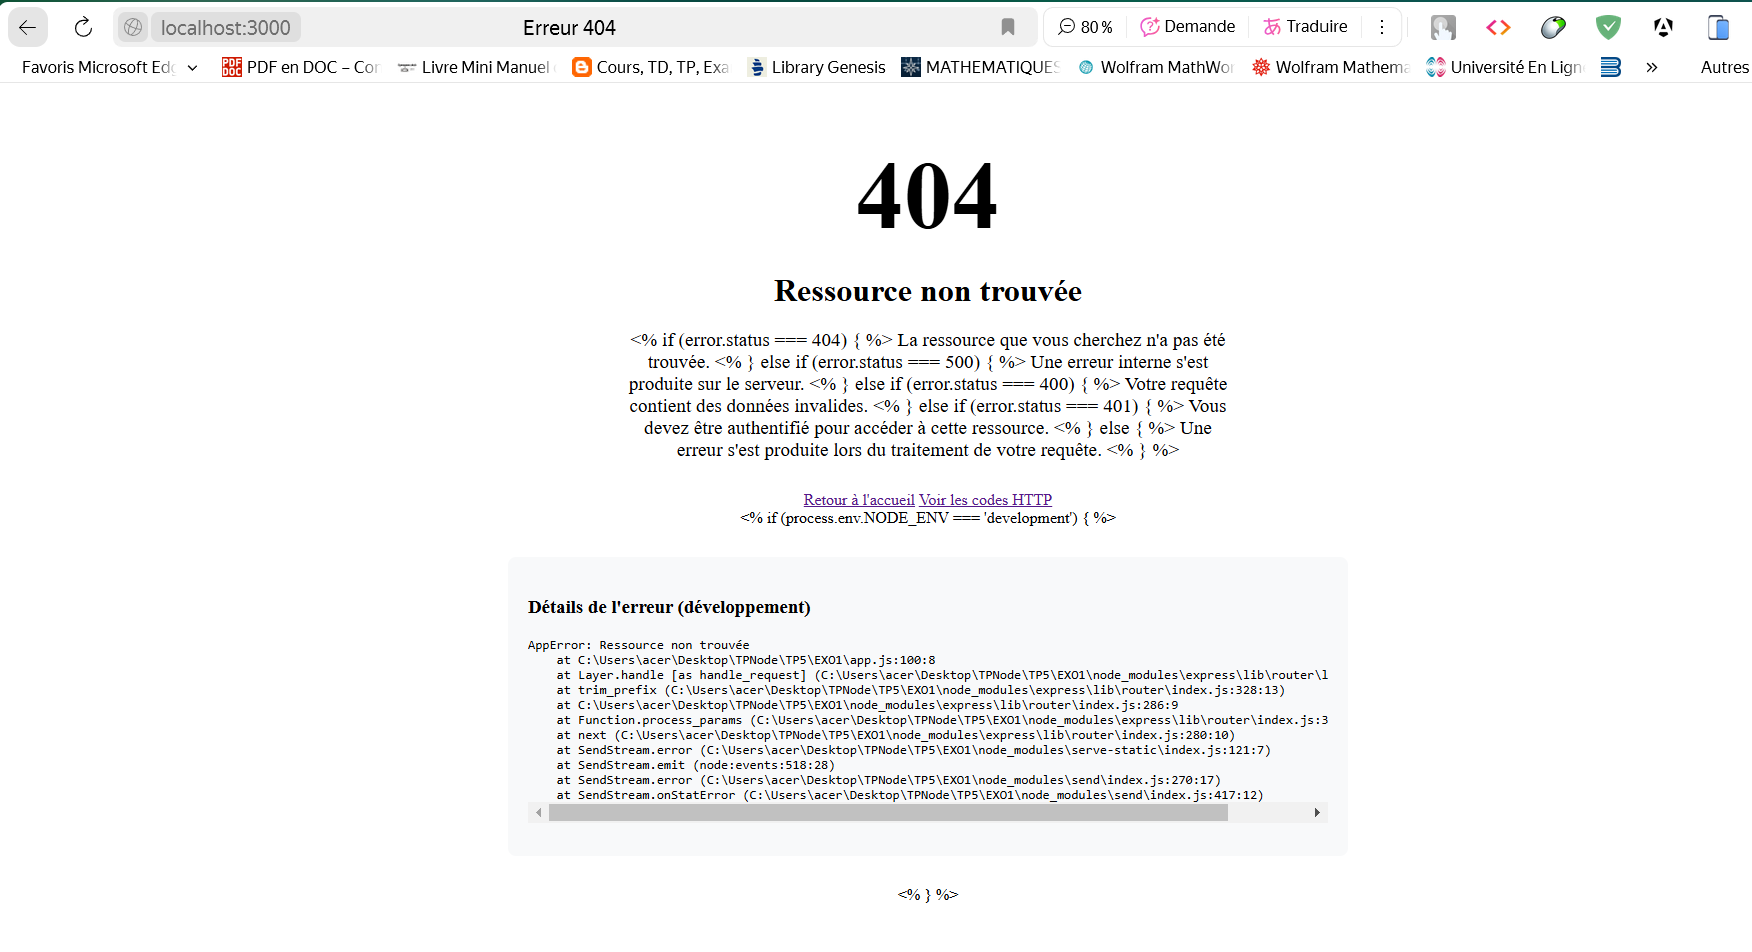 localhost:3000
Erreur 404
80 %
Demande
Traduire
Favoris Microsoft Edg
PDF en DOC – Con
Livre Mini Manuel
Cours, TD, TP, Exa
Library Genesis
MATHEMATIQUES
Wolfram MathWor
Wolfram Mathema
Université En Lign
»
Autres
404
Ressource non trouvée
<% if (error.status === 404) { %> La ressource que vous cherchez n'a pas été
trouvée. <% } else if (error.status === 500) { %> Une erreur interne s'est
produite sur le serveur. <% } else if (error.status === 400) { %> Votre requête
contient des données invalides. <% } else if (error.status === 401) { %> Vous
devez être authentifié pour accéder à cette ressource. <% } else { %> Une
erreur s'est produite lors du traitement de votre requête. <% } %>
Retour à l'accueil Voir les codes HTTP
<% if (process.env.NODE_ENV === 'development') { %>
Détails de l'erreur (développement)
AppError: Ressource non trouvée
at C:\Users\acer\Desktop\TPNode\TP5\EXO1\app.js:100:8
at Layer.handle [as handle_request] (C:\Users\acer\Desktop\TPNode\TP5\EXO1\node_modules\express\lib\router\l
at trim_prefix (C:\Users\acer\Desktop\TPNode\TP5\EXO1\node_modules\express\lib\router\index.js:328:13)
at C:\Users\acer\Desktop\TPNode\TP5\EXO1\node_modules\express\lib\router\index.js:286:9
at Function.process_params (C:\Users\acer\Desktop\TPNode\TP5\EXO1\node_modules\express\lib\router\index.js:3
at next (C:\Users\acer\Desktop\TPNode\TP5\EXO1\node_modules\express\lib\router\index.js:280:10)
at SendStream.error (C:\Users\acer\Desktop\TPNode\TP5\EXO1\node_modules\serve-static\index.js:121:7)
at SendStream.emit (node:events:518:28)
at SendStream.error (C:\Users\acer\Desktop\TPNode\TP5\EXO1\node_modules\send\index.js:270:17)
at SendStream.onStatError (C:\Users\acer\Desktop\TPNode\TP5\EXO1\node_modules\send\index.js:417:12)
<% } %>